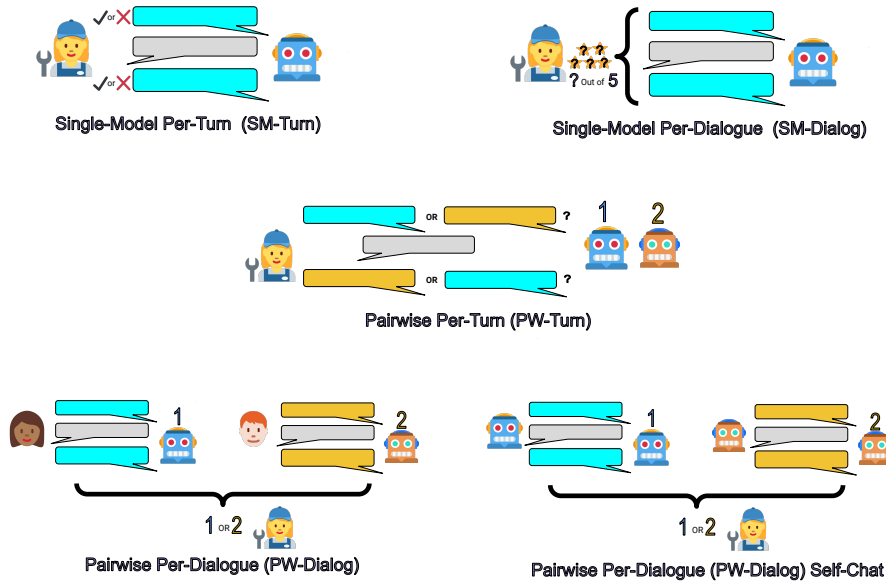 or
or
Single-Model Per-Turn (SM-Turn)
? ?
? ? ?
? Out of 5
Single-Model Per-Dialogue (SM-Dialog)
OR ?
1 2
OR ?
Pairwise Per-Turn (PW-Turn)
1
2
1 OR 2
Pairwise Per-Dialogue (PW-Dialog)
1
2
1 OR 2
Pairwise Per-Dialogue (PW-Dialog) Self-Chat